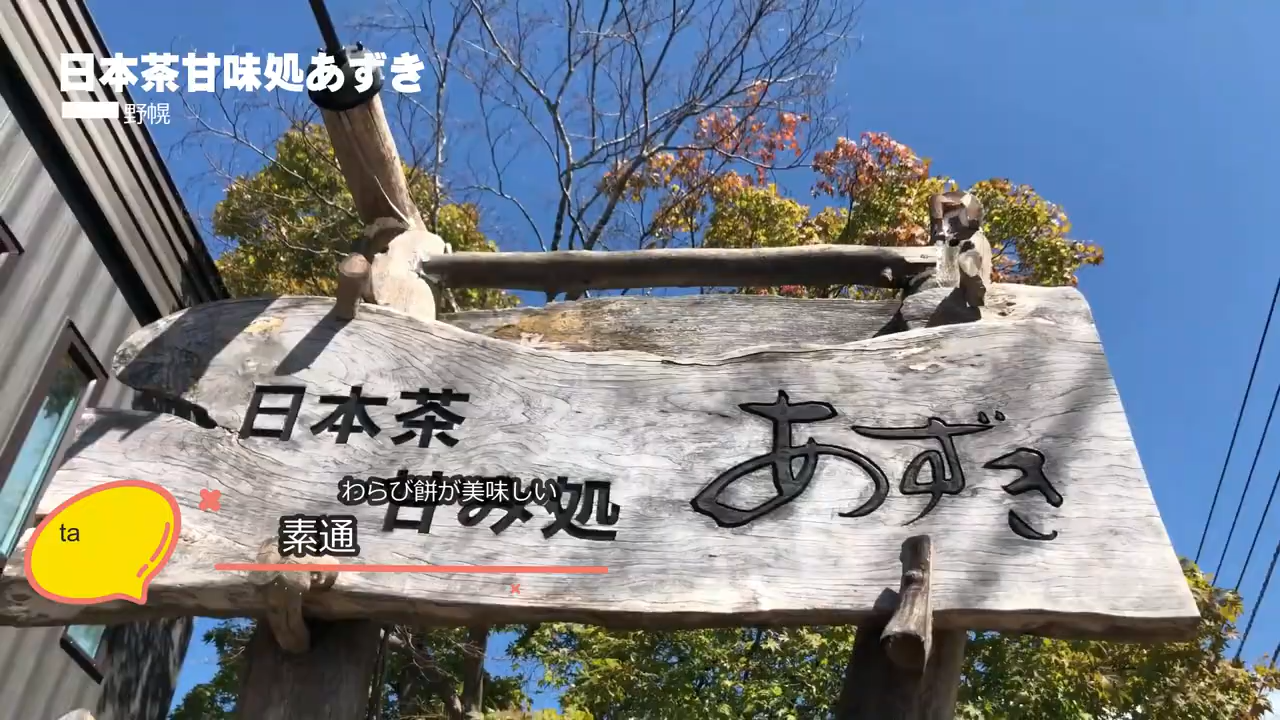 日本茶甘味処あずき
野幌
日本茶
甘み処
あずき
わらび餅が美味しい
素通
ta